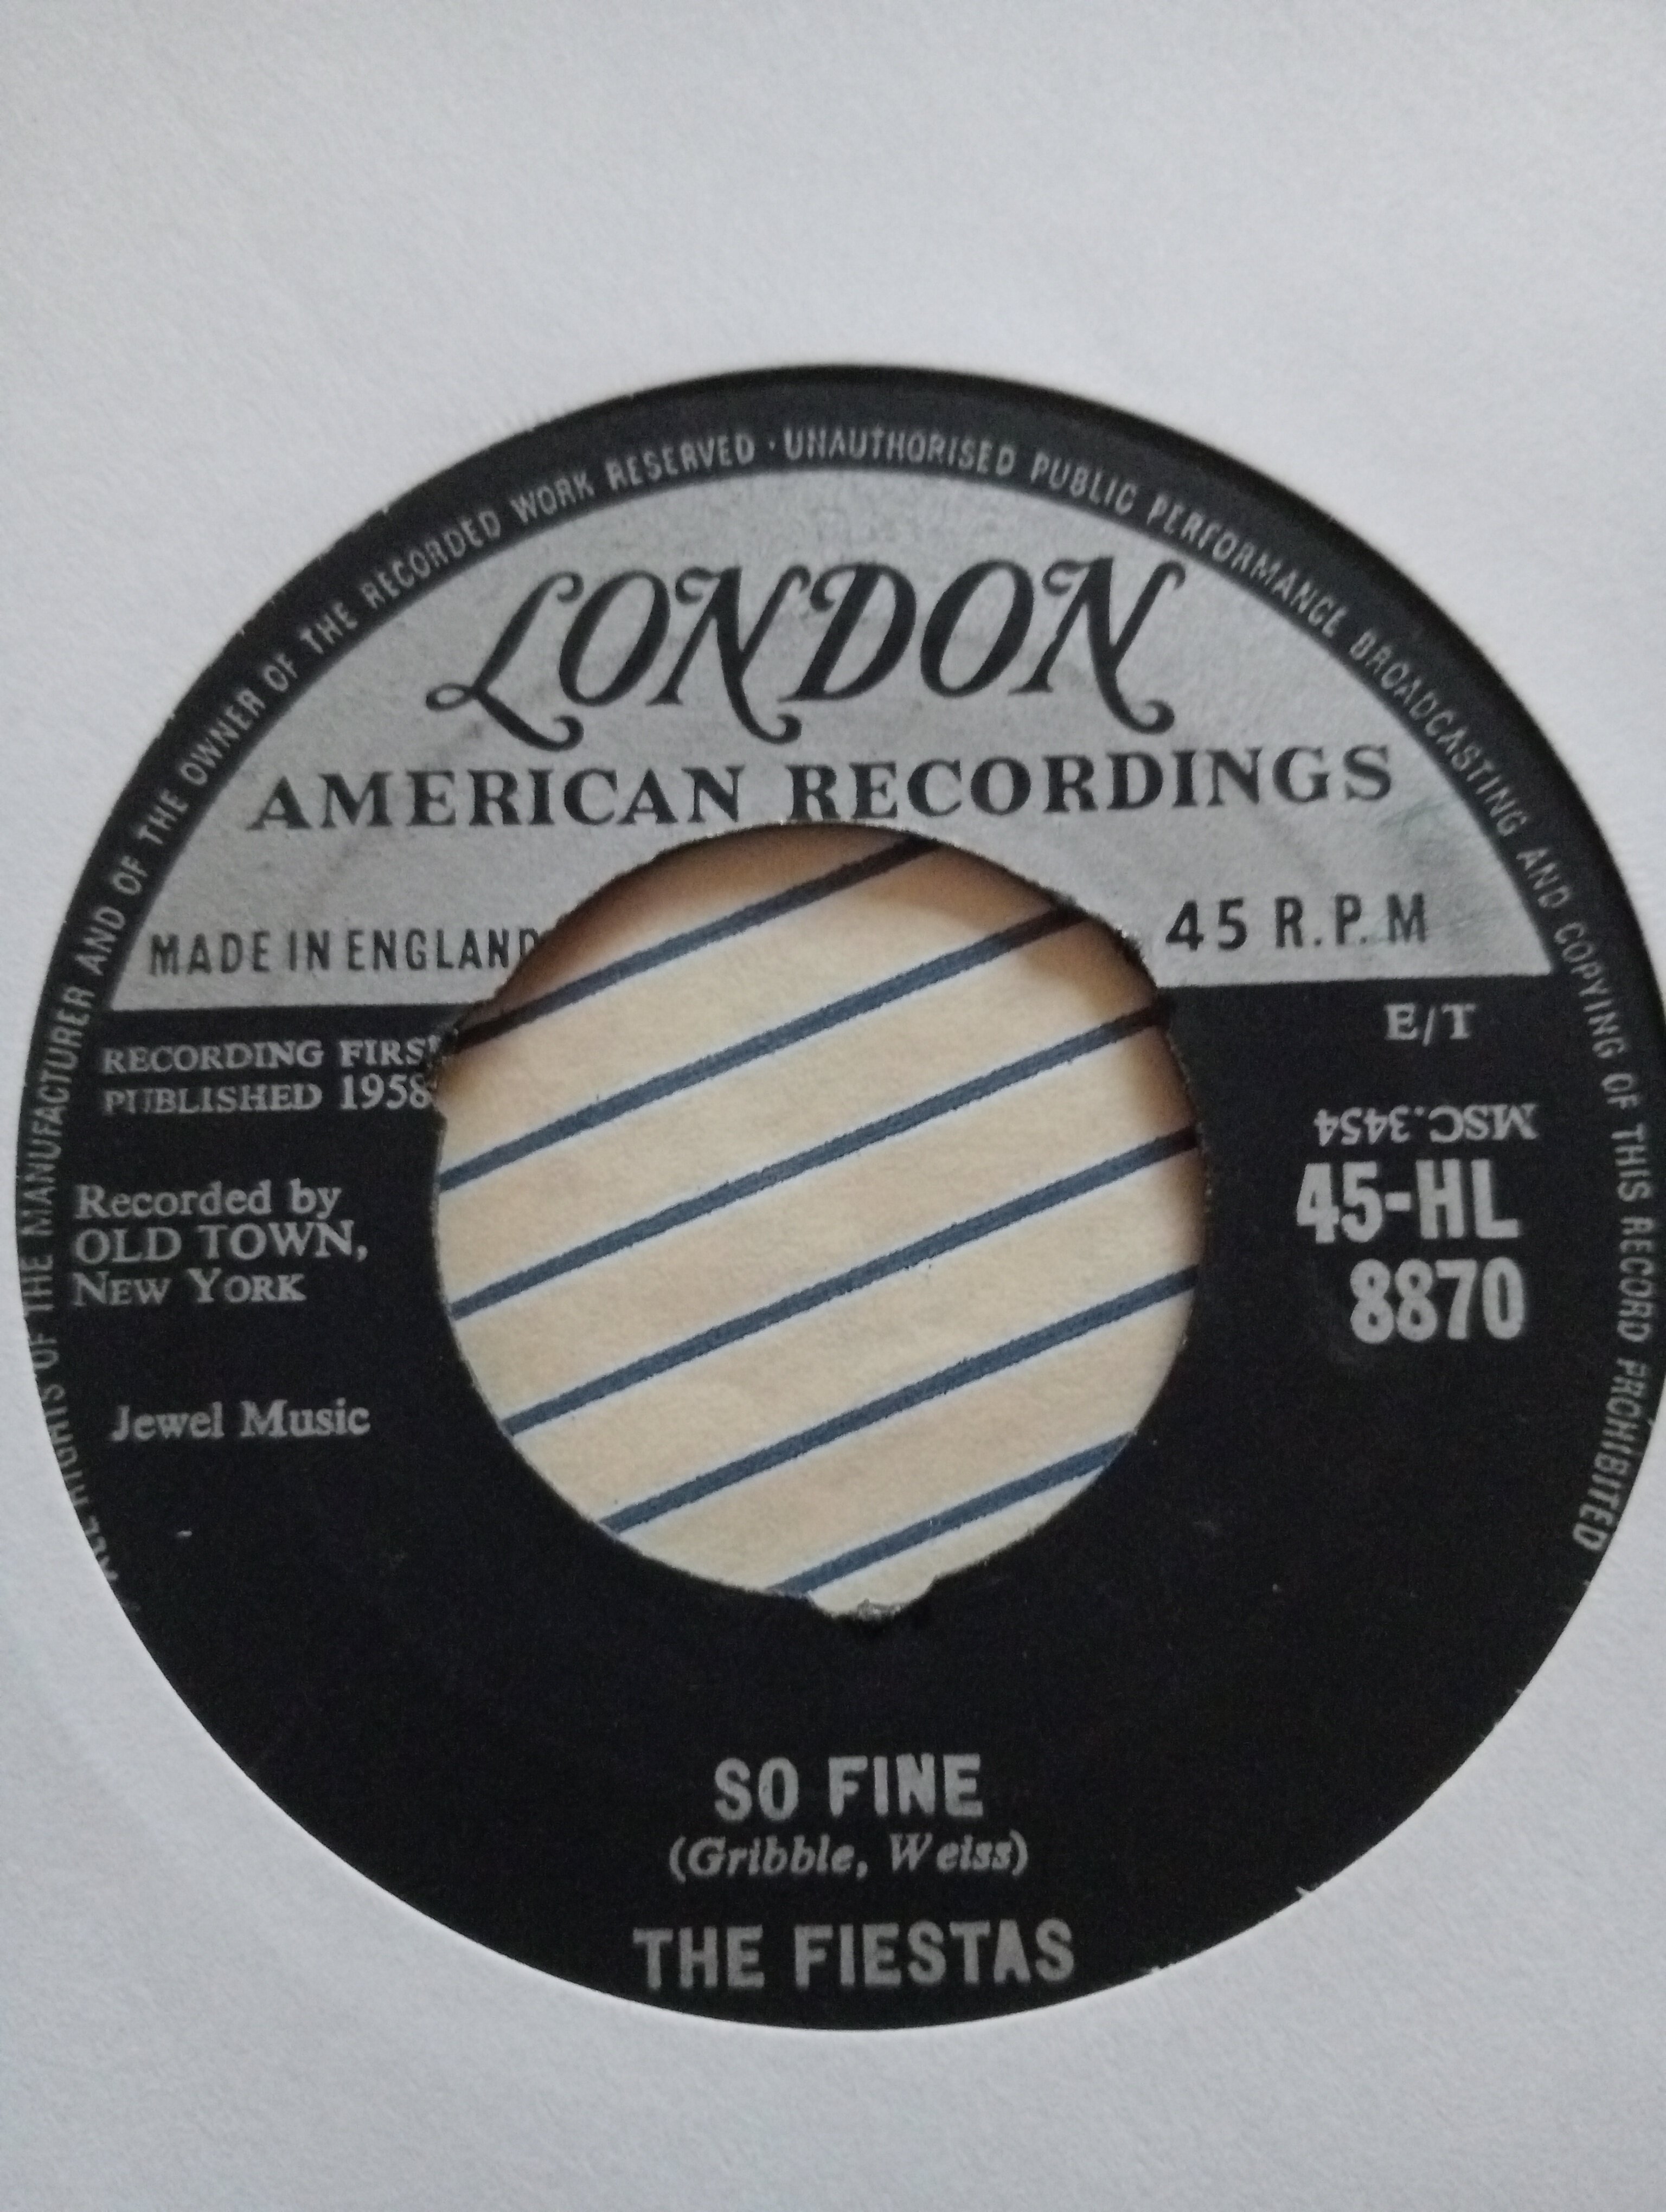 ALL RIGHTS OF THE MANUFACTURER AND OF THE OWNER OF THE RECORDED WORK RESERVED · UNAUTHORISED PUBLIC PERFORMANCE BROADCASTING AND COPYING OF THIS RECORD PROHIBITED
LONDON
AMERICAN RECORDINGS
MADE IN ENGLAND
45 R.P.M
RECORDING FIRST
PUBLISHED 1958
E/T
MSC.3454
45-HL
8870
Recorded by
OLD TOWN,
NEW YORK
Jewel Music
SO FINE
(Gribble, Weiss)
THE FIESTAS